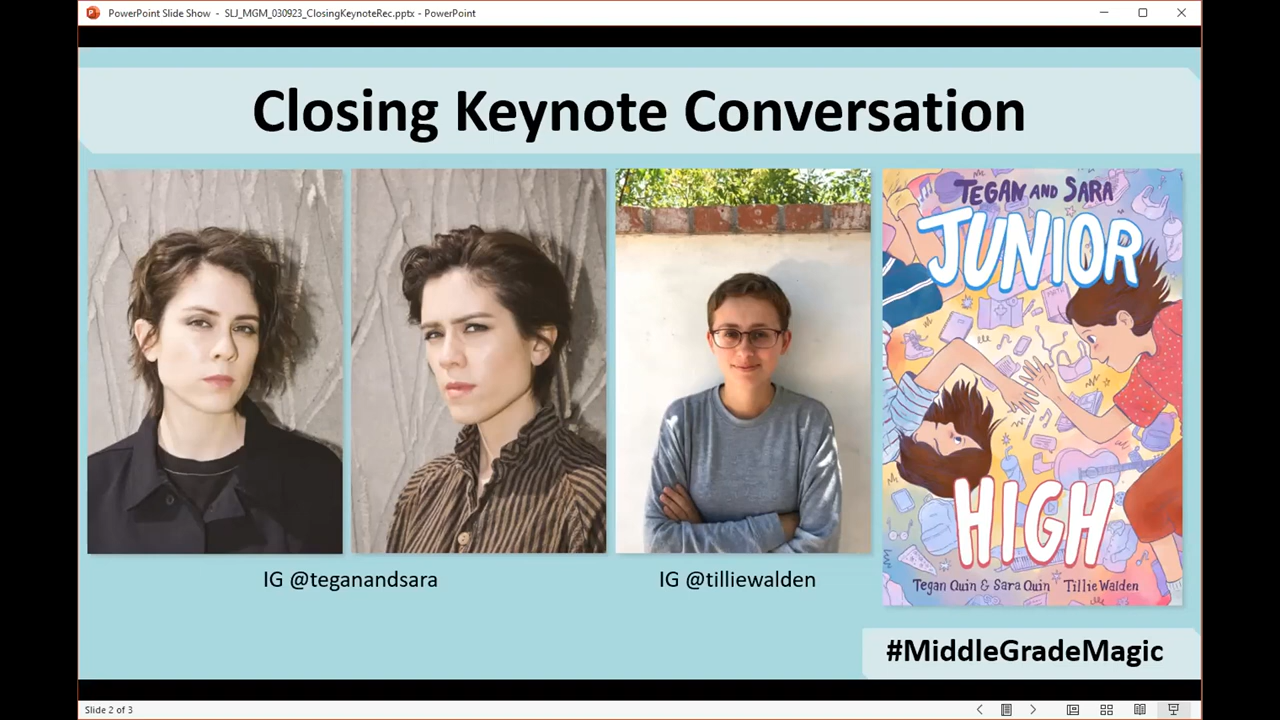 PowerPoint Slide Show - SLJ_MGM_030923_ClosingKeynoteRec.pptx - PowerPoint
Closing Keynote Conversation
TEGAN AND SARA
JUNIOR
HIGH
Tegan Quin & Sara Quin Tillie Walden
IG @teganandsara
IG @tilliewalden
#MiddleGradeMagic
Slide 2 of 3